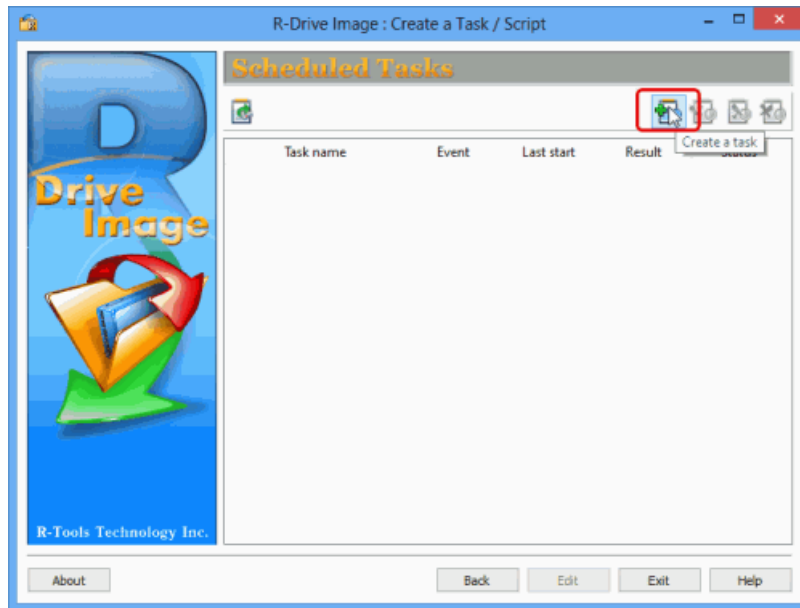 R-Drive Image : Create a Task / Script
Scheduled Tasks
R
Drive
Image
Create a task
Task name Event Last start Result Status
R-Tools Technology Inc.
About Back Edit Exit Help